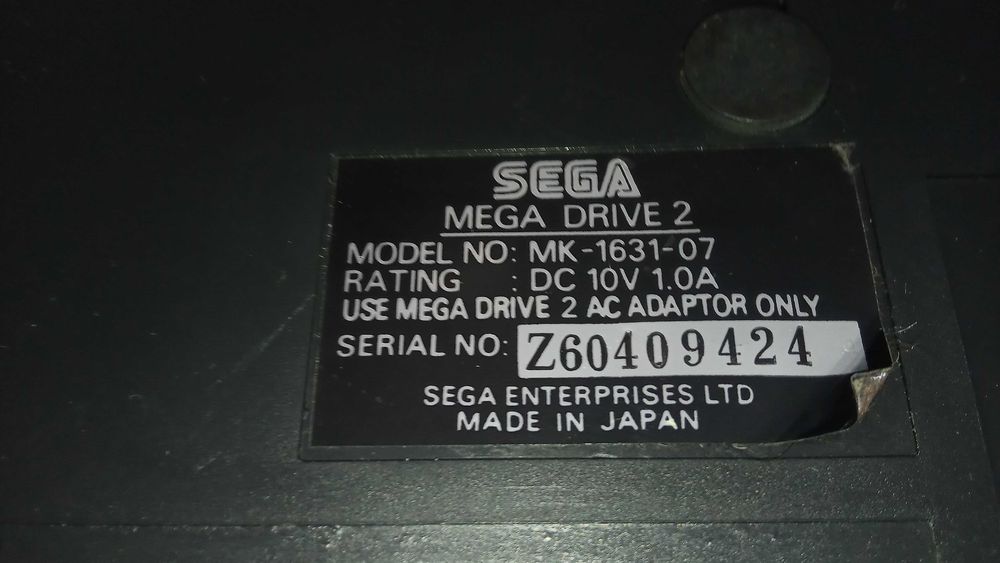 SEGA
MEGA DRIVE 2
MODEL NO: MK-1631-07
RATING : DC 10V 1.0A
USE MEGA DRIVE 2 AC ADAPTOR ONLY
SERIAL NO: Z60409424
SEGA ENTERPRISES LTD
MADE IN JAPAN